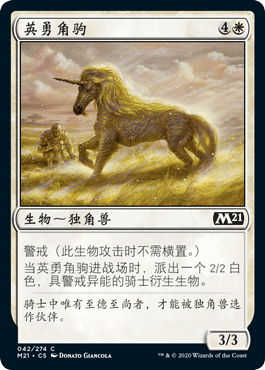 英勇角驹 4
M21
生物～独角兽
警戒（此生物攻击时不需横置。）
当英勇角驹进战场时，派出一个 2/2 白
色，具警戒异能的骑士衍生生物。
骑士中唯有至德至尚者，才能被独角兽选
作伙伴。
3/3
042/274 C
M21 • CS DONATO GIANCOLA
™ & © 2020 Wizards of the Coast